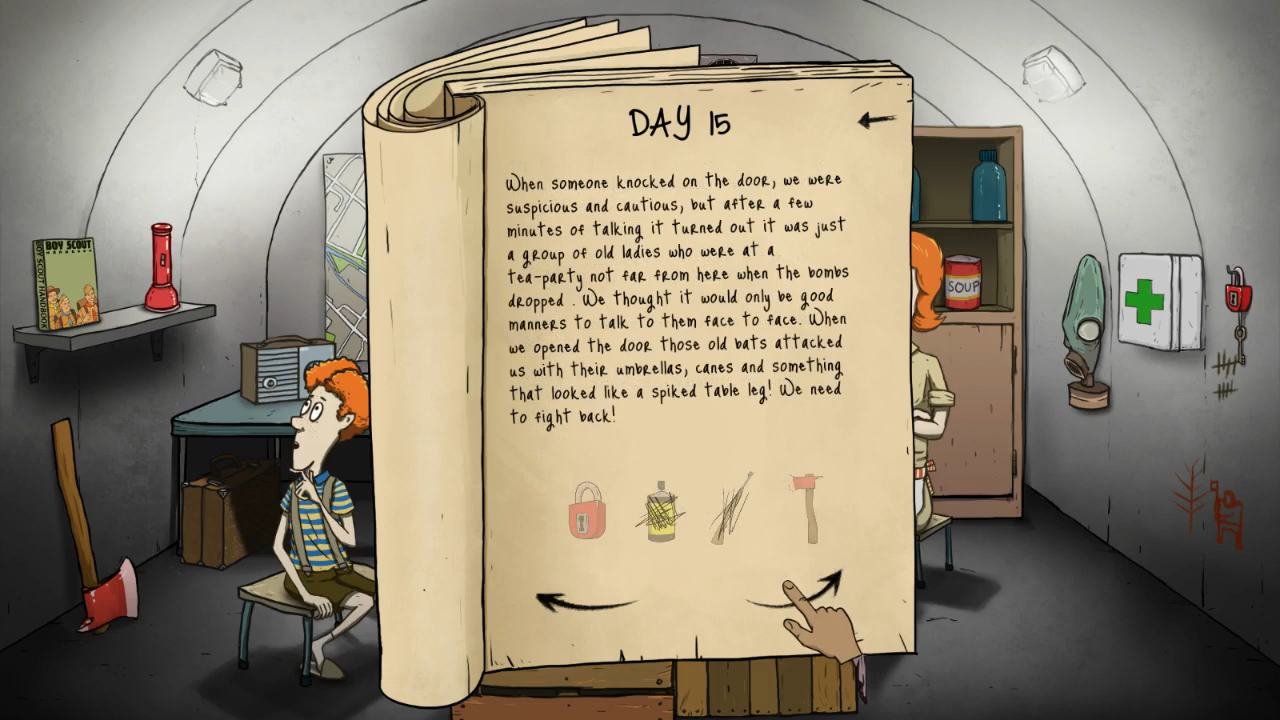 DAY 15
When someone knocked on the door, we were
suspicious and cautious, but after a few
minutes of talking it turned out it was just
a group of old ladies who were at a
tea-party not far from here when the bombs
dropped . We thought it would only be good
manners to talk to them face to face. When
we opened the door those old bats attacked
us with their umbrellas, canes and something
that looked like a spiked table leg! We need
to fight back!
BOY SCOUT
BOY SCOUT HANDBOOK
SOUP